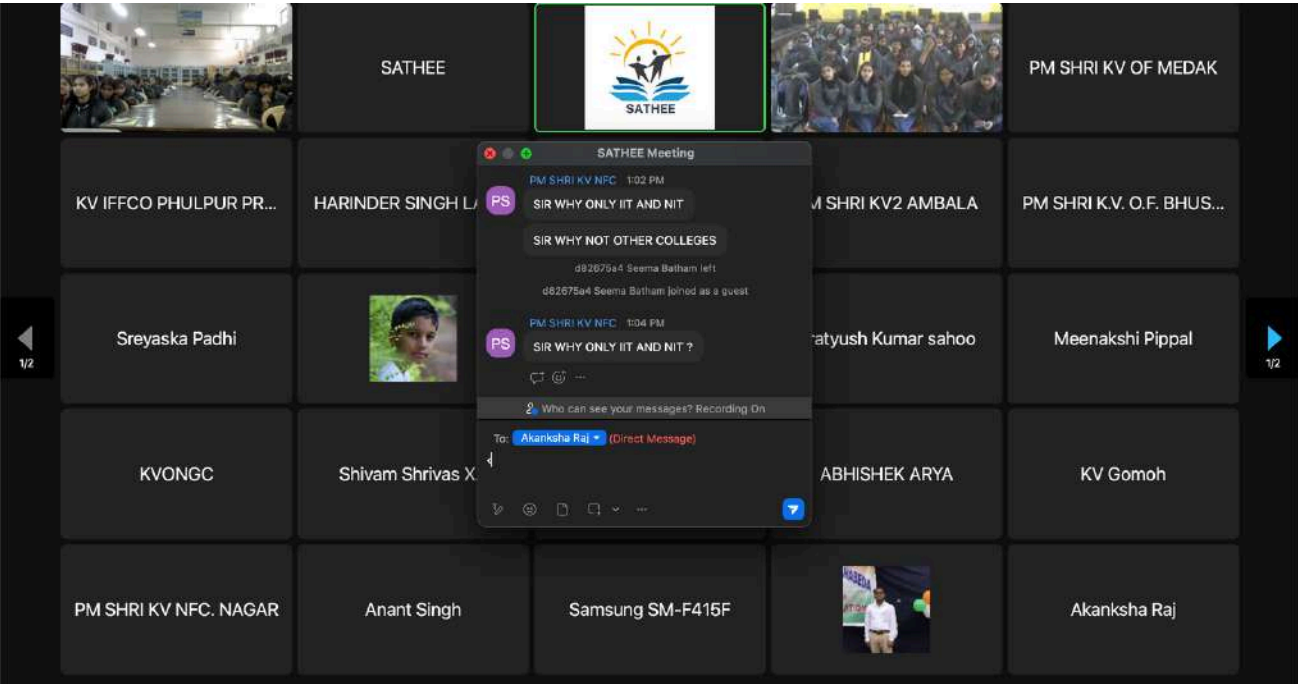 SATHEE
SATHEE
PM SHRI KV OF MEDAK
KV IFFCO PHULPUR PR...
HARINDER SINGH LA
M SHRI KV2 AMBALA
PM SHRI K.V. O.F. BHUS...
SATHEE Meeting
PM SHRI KV NFC 1:02 PM
PS
SIR WHY ONLY IIT AND NIT
SIR WHY NOT OTHER COLLEGES
d82675a4 Seema Batham left
d82675a4 Seema Batham joined as a guest
PM SHRI KV NFC 1:04 PM
PS
SIR WHY ONLY IIT AND NIT ?
Who can see your messages? Recording On
To: Akanksha Raj (Direct Message)
1/2
Sreyaska Padhi
ratyush Kumar sahoo
Meenakshi Pippal
1/2
KVONGC
Shivam Shrivas X
ABHISHEK ARYA
KV Gomoh
PM SHRI KV NFC. NAGAR
Anant Singh
Samsung SM-F415F
Akanksha Raj